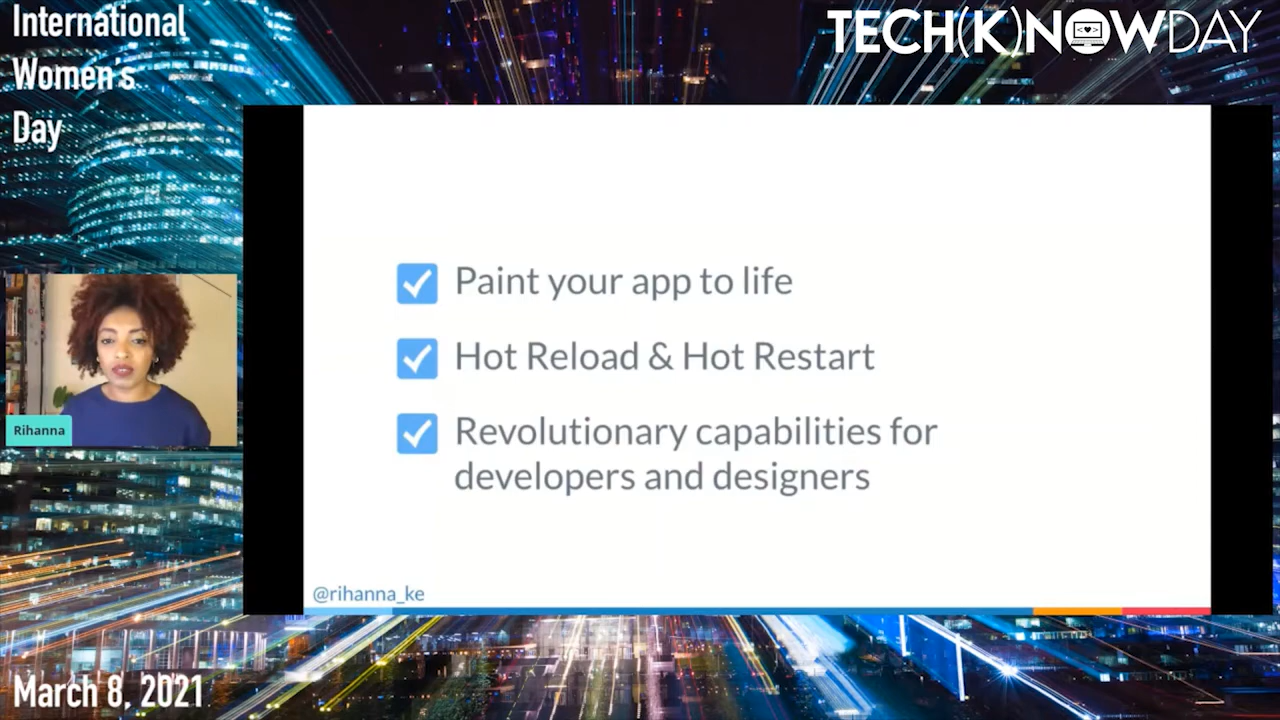 International
Women's
Day
TECH(K)NOWDAY
Paint your app to life
Hot Reload & Hot Restart
Revolutionary capabilities for
developers and designers
Rihanna
@rihanna_ke
March 8, 2021